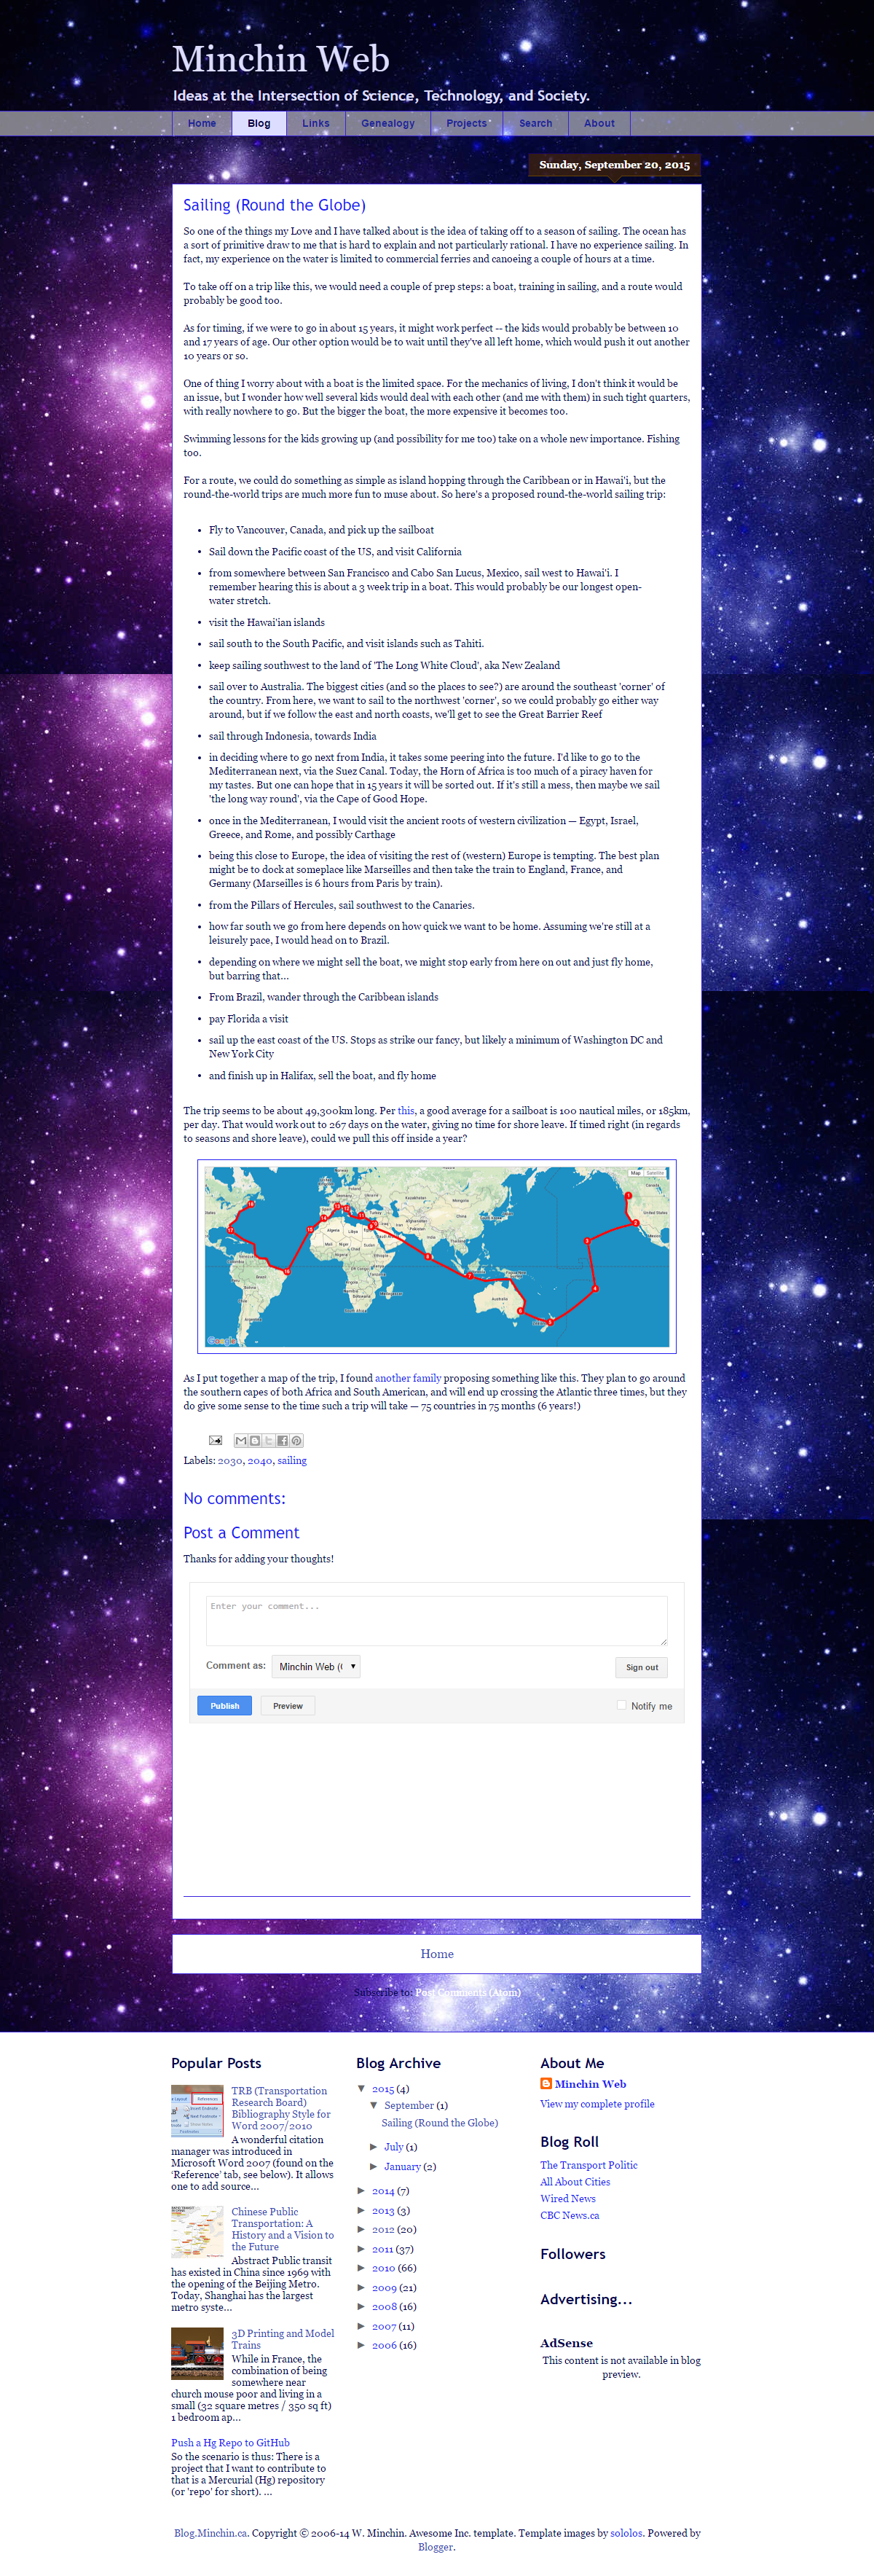 Minchin Web
Ideas at the Intersection of Science, Technology, and Society.
Home Blog Links Genealogy Projects Search About
Sunday, September 20, 2015
Sailing (Round the Globe)
So one of the things my Love and I have talked about is the idea of taking off to a season of sailing. The ocean has
a sort of primitive draw to me that is hard to explain and not particularly rational. I have no experience sailing. In
fact, my experience on the water is limited to commercial ferries and canoeing a couple of hours at a time.
To take off on a trip like this, we would need a couple of prep steps: a boat, training in sailing, and a route would
probably be good too.
As for timing, if we were to go in about 15 years, it might work perfect -- the kids would probably be between 10
and 17 years of age. Our other option would be to wait until they've all left home, which would push it out another
10 years or so.
One of thing I worry about with a boat is the limited space. For the mechanics of living, I don't think it would be
an issue, but I wonder how well several kids would deal with each other (and me with them) in such tight quarters,
with really nowhere to go. But the bigger the boat, the more expensive it becomes too.
Swimming lessons for the kids growing up (and possibility for me too) take on a whole new importance. Fishing
too.
For a route, we could do something as simple as island hopping through the Caribbean or in Hawai'i, but the
round-the-world trips are much more fun to muse about. So here's a proposed round-the-world sailing trip:
• Fly to Vancouver, Canada, and pick up the sailboat
• Sail down the Pacific coast of the US, and visit California
• from somewhere between San Francisco and Cabo San Lucus, Mexico, sail west to Hawai'i. I
remember hearing this is about a 3 week trip in a boat. This would probably be our longest open-
water stretch.
• visit the Hawai'ian islands
• sail south to the South Pacific, and visit islands such as Tahiti.
• keep sailing southwest to the land of 'The Long White Cloud', aka New Zealand
• sail over to Australia. The biggest cities (and so the places to see?) are around the southeast 'corner' of
the country. From here, we want to sail to the northwest 'corner', so we could probably go either way
around, but if we follow the east and north coasts, we'll get to see the Great Barrier Reef
• sail through Indonesia, towards India
• in deciding where to go next from India, it takes some peering into the future. I'd like to go to the
Mediterranean next, via the Suez Canal. Today, the Horn of Africa is too much of a piracy haven for
my tastes. But one can hope that in 15 years it will be sorted out. If it's still a mess, then maybe we sail
'the long way round', via the Cape of Good Hope.
• once in the Mediterranean, I would visit the ancient roots of western civilization — Egypt, Israel,
Greece, and Rome, and possibly Carthage
• being this close to Europe, the idea of visiting the rest of (western) Europe is tempting. The best plan
might be to dock at someplace like Marseilles and then take the train to England, France, and
Germany (Marseilles is 6 hours from Paris by train).
• from the Pillars of Hercules, sail southwest to the Canaries.
• how far south we go from here depends on how quick we want to be home. Assuming we're still at a
leisurely pace, I would head on to Brazil.
• depending on where we might sell the boat, we might stop early from here on out and just fly home,
but barring that...
• From Brazil, wander through the Caribbean islands
• pay Florida a visit
• sail up the east coast of the US. Stops as strike our fancy, but likely a minimum of Washington DC and
New York City
• and finish up in Halifax, sell the boat, and fly home
The trip seems to be about 49,300km long. Per this, a good average for a sailboat is 100 nautical miles, or 185km,
per day. That would work out to 267 days on the water, giving no time for shore leave. If timed right (in regards
to seasons and shore leave), could we pull this off inside a year?
Map Satellite
Canada
Norway
Germany
Kazakhstan
Mongolia
Turkey
Afghanistan
China
Algeria
Libya
Egypt
India
Mali
Niger
Chad
Ethiopia
Venezuela
Brazil
Tanzania
Angola
Madagascar
Indonesia
Australia
Argentina
Google
As I put together a map of the trip, I found another family proposing something like this. They plan to go around
the southern capes of both Africa and South American, and will end up crossing the Atlantic three times, but they
do give some sense to the time such a trip will take — 75 countries in 75 months (6 years!)
Labels: 2030, 2040, sailing
No comments:
Post a Comment
Thanks for adding your thoughts!
Enter your comment...
Comment as: Minchin Web (G Sign out
Publish Preview Notify me
Home
Subscribe to: Post Comments (Atom)
Popular Posts
TRB (Transportation
Research Board)
Bibliography Style for
Word 2007/2010
A wonderful citation
manager was introduced in
Microsoft Word 2007 (found on the
'Reference' tab, see below). It allows
one to add source...
Chinese Public
Transportation: A
History and a Vision to
the Future
Abstract Public transit
has existed in China since 1969 with
the opening of the Beijing Metro.
Today, Shanghai has the largest
metro syste...
3D Printing and Model
Trains
While in France, the
combination of being
somewhere near
church mouse poor and living in a
small (32 square metres / 350 sq ft)
1 bedroom ap...
Push a Hg Repo to GitHub
So the scenario is thus: There is a
project that I want to contribute to
that is a Mercurial (Hg) repository
(or 'repo' for short). ...
Blog Archive
▼ 2015 (4)
▼ September (1)
Sailing (Round the Globe)
► July (1)
► January (2)
► 2014 (7)
► 2013 (3)
► 2012 (20)
► 2011 (37)
► 2010 (66)
► 2009 (21)
► 2008 (16)
► 2007 (11)
► 2006 (16)
About Me
Minchin Web
View my complete profile
Blog Roll
The Transport Politic
All About Cities
Wired News
CBC News.ca
Followers
Advertising...
AdSense
This content is not available in blog
preview.
Blog.Minchin.ca. Copyright © 2006-14 W. Minchin. Awesome Inc. template. Template images by sololos. Powered by
Blogger.